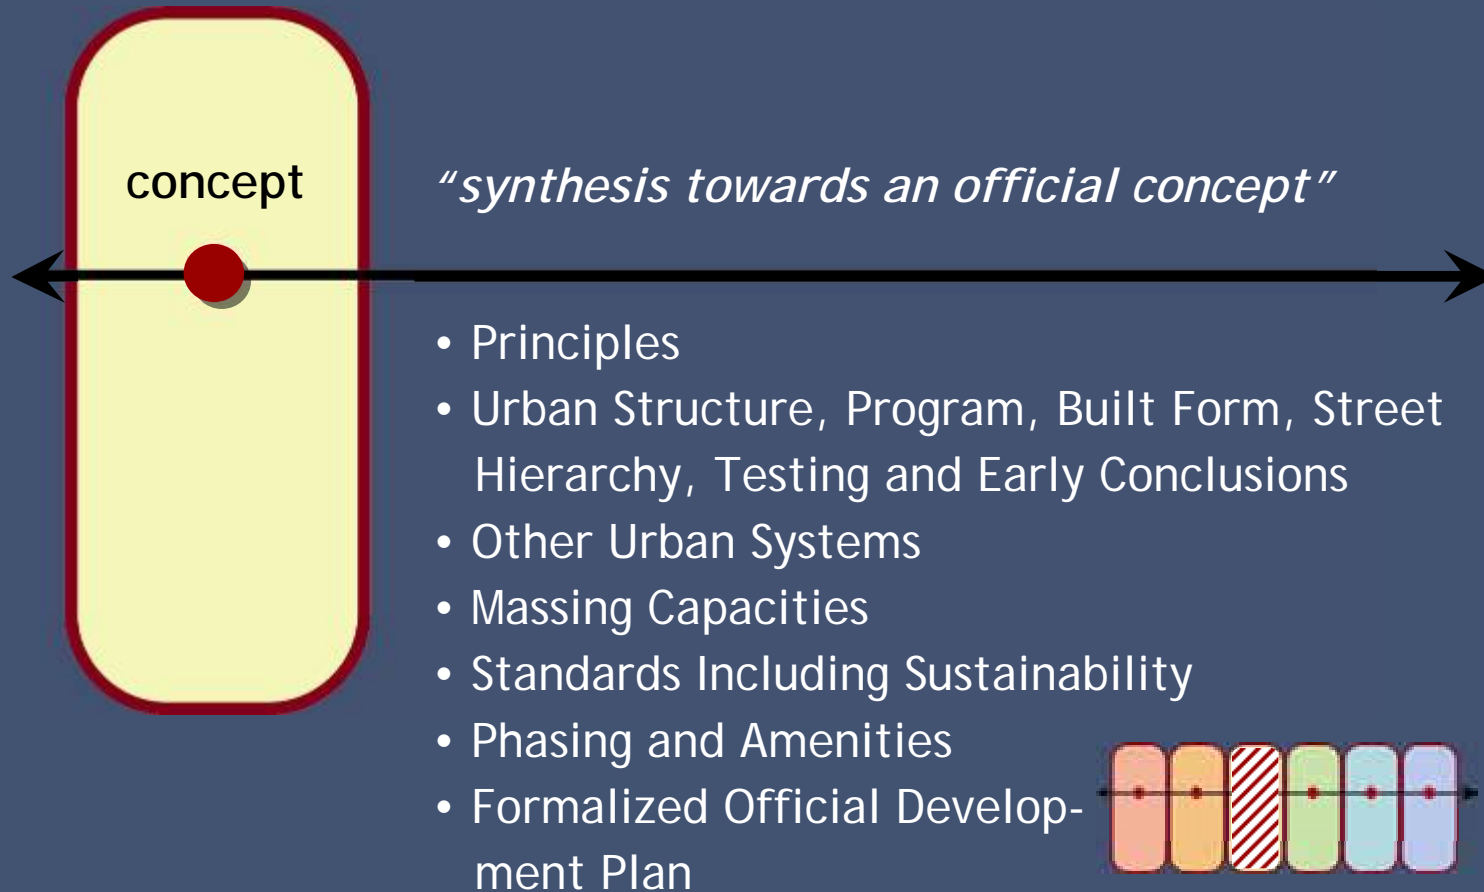 concept
“synthesis towards an official concept”
• Principles
• Urban Structure, Program, Built Form, Street
Hierarchy, Testing and Early Conclusions
• Other Urban Systems
• Massing Capacities
• Standards Including Sustainability
• Phasing and Amenities
• Formalized Official Develop-
ment Plan